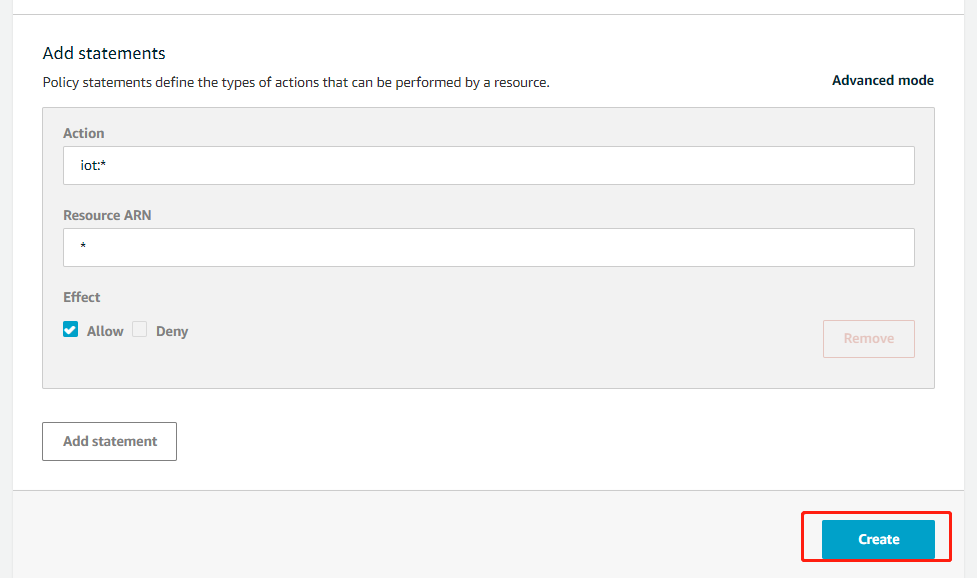 Add statements
Policy statements define the types of actions that can be performed by a resource.
Advanced mode
Action
iot:*
Resource ARN
*
Effect
Allow Deny
Remove
Add statement
Create